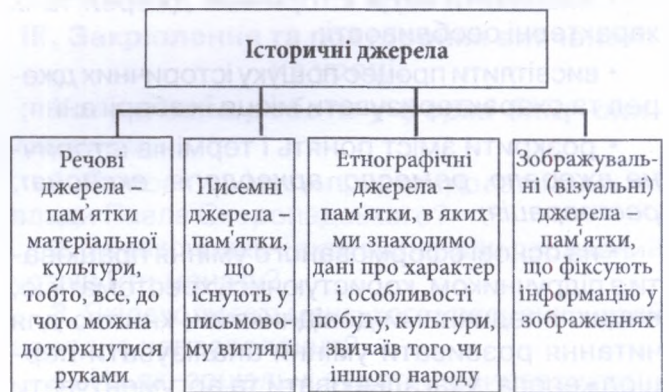 Історичні джерела
Речові
джерела –
пам'ятки
матеріальної
культури,
тобто, все, до
чого можна
доторкнутися
руками
Писемні
джерела –
пам'ятки,
що
існують у
письмово-
му вигляді
Етнографічні
джерела –
пам'ятки, в яких
ми знаходимо
дані про характер
і особливості
побуту, культури,
звичаїв того чи
іншого народу
Зображуваль-
ні (візуальні)
джерела –
пам'ятки,
що фіксують
інформацію у
зображеннях